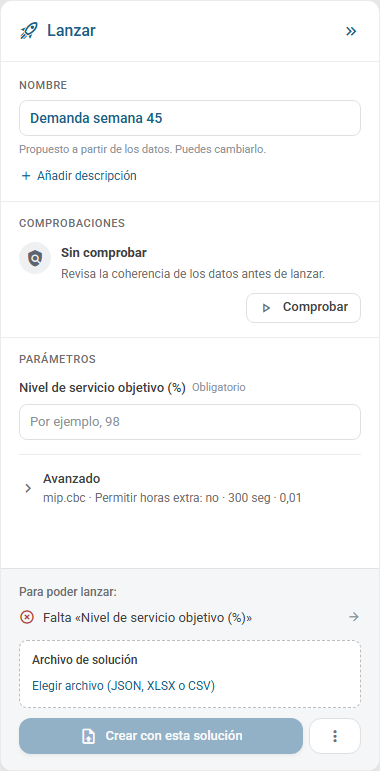 Lanzar
NOMBRE
Demanda semana 45
Propuesto a partir de los datos. Puedes cambiarlo.
+ Añadir descripción
COMPROBACIONES
Sin comprobar
Revisa la coherencia de los datos antes de lanzar.
Comprobar
PARÁMETROS
Nivel de servicio objetivo (%) Obligatorio
Por ejemplo, 98
Avanzado
mip.cbc · Permitir horas extra: no · 300 seg · 0,01
Para poder lanzar:
Falta «Nivel de servicio objetivo (%)»
Archivo de solución
Elegir archivo (JSON, XLSX o CSV)
Crear con esta solución